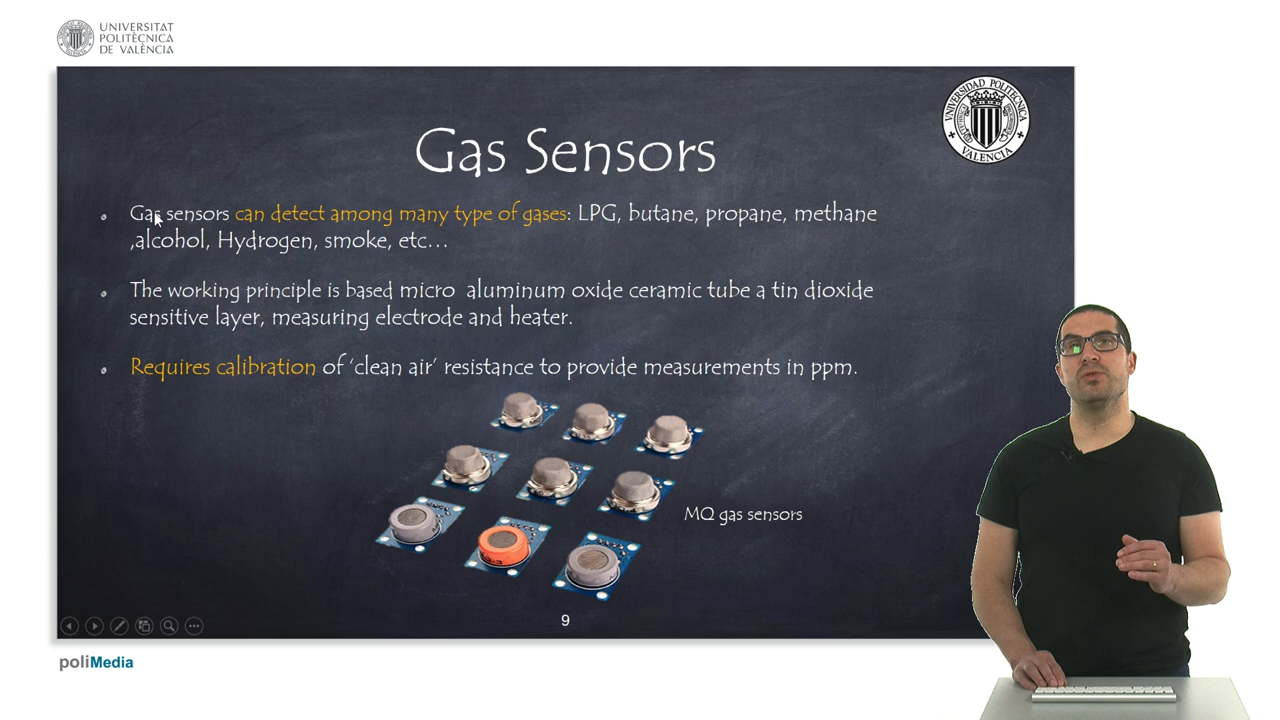 UNIVERSITAT
POLITÈCNICA
DE VALÈNCIA
UNIVERSIDAD POLITECNICA
VALENCIA
Gas Sensors
Gas sensors can detect among many type of gases: LPG, butane, propane, methane
,alcohol, Hydrogen, smoke, etc…
The working principle is based micro aluminum oxide ceramic tube a tin dioxide
sensitive layer, measuring electrode and heater.
Requires calibration of ‘clean air’ resistance to provide measurements in ppm.
MQ gas sensors
9
poliMedia